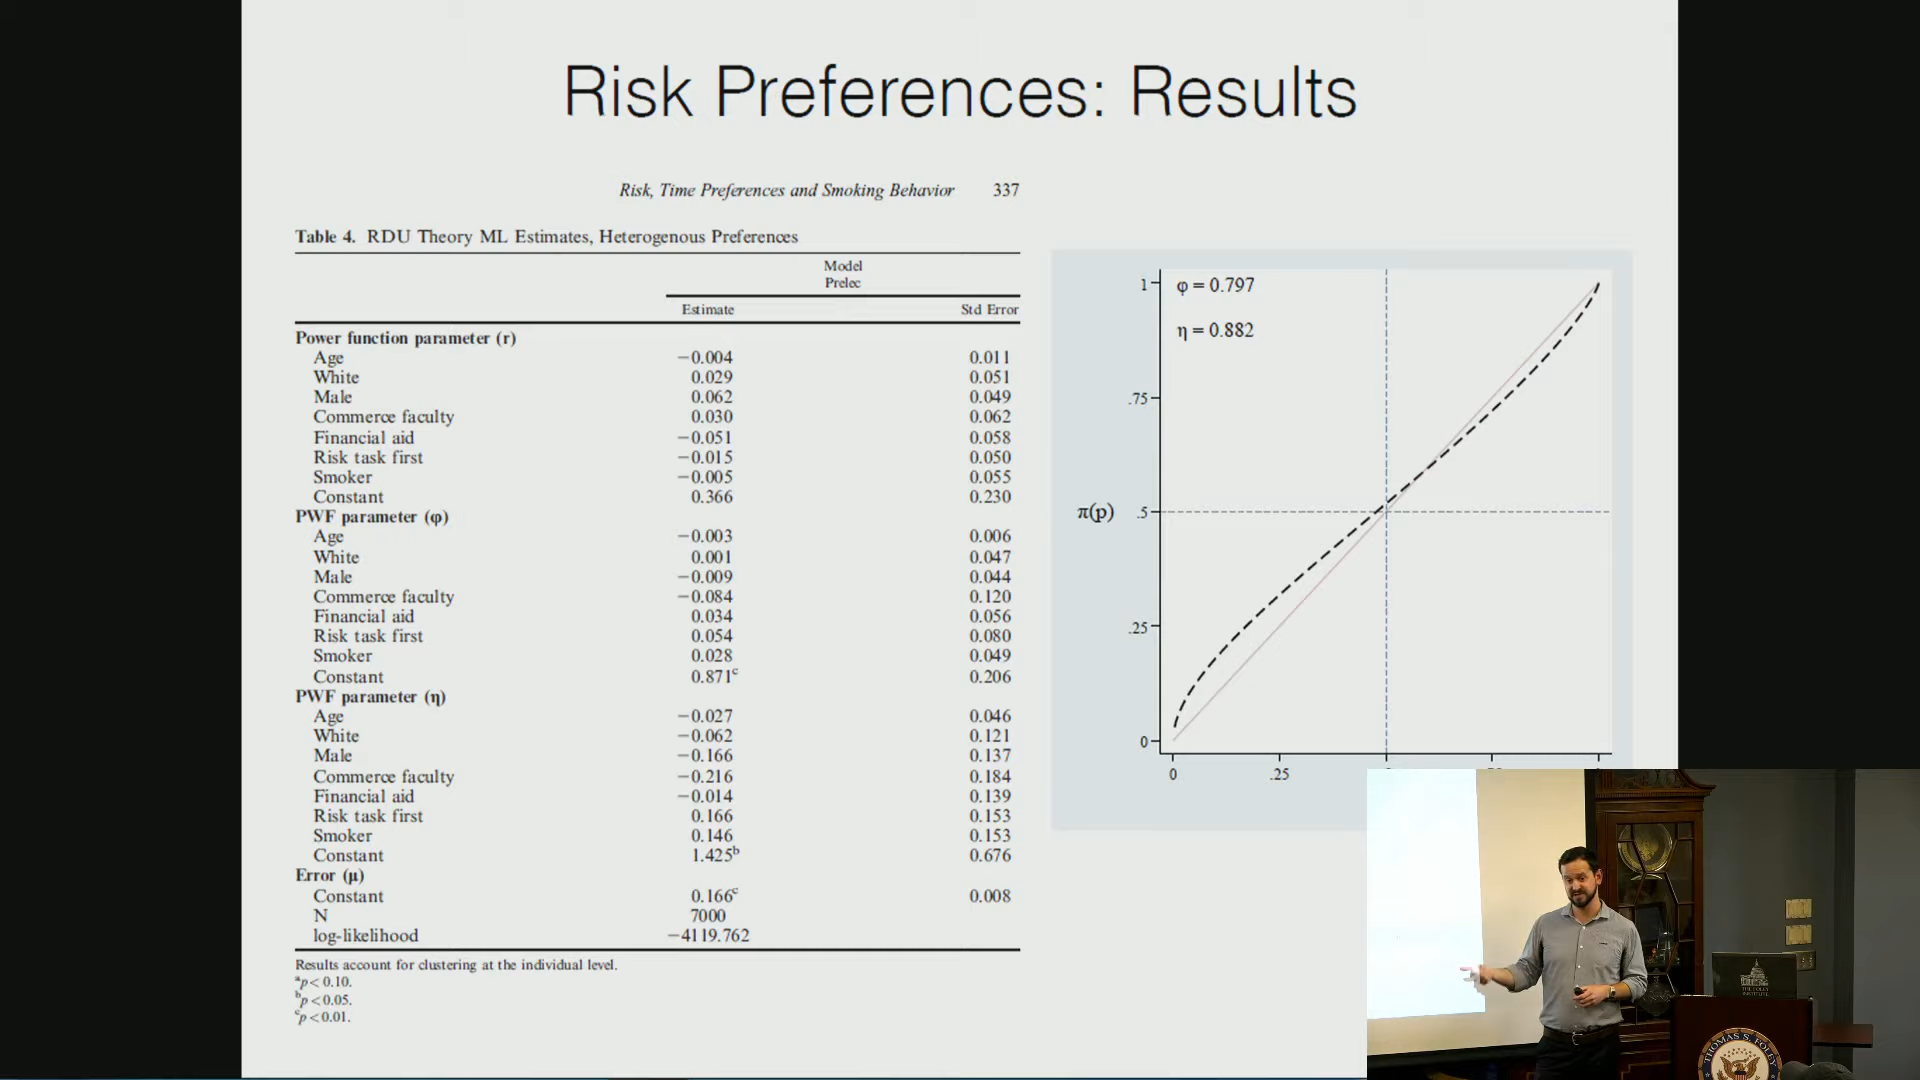 Risk Preferences: Results
Risk, Time Preferences and Smoking Behavior 337
Table 4. RDU Theory ML Estimates, Heterogenous Preferences
Model
Prelec
Estimate Std Error
Power function parameter (r)
Age −0.004 0.011
White 0.029 0.051
Male 0.062 0.049
Commerce faculty 0.030 0.062
Financial aid −0.051 0.058
Risk task first −0.015 0.050
Smoker −0.005 0.055
Constant 0.366 0.230
PWF parameter (φ)
Age −0.003 0.006
White 0.001 0.047
Male −0.009 0.044
Commerce faculty −0.084 0.120
Financial aid 0.034 0.056
Risk task first 0.054 0.080
Smoker 0.028 0.049
Constant 0.871c 0.206
PWF parameter (η)
Age −0.027 0.046
White −0.062 0.121
Male −0.166 0.137
Commerce faculty −0.216 0.184
Financial aid −0.014 0.139
Risk task first 0.166 0.153
Smoker 0.146 0.153
Constant 1.425b 0.676
Error (μ)
Constant 0.166c 0.008
N 7000
log-likelihood −4119.762
Results account for clustering at the individual level.
ap< 0.10.
bp<0.05.
cp<0.01.
φ = 0.797
η = 0.882
1
.75
π(p) .5
.25
0
0 .25
THE FOLEY
INSTITUTE
THOMAS S. FOLEY